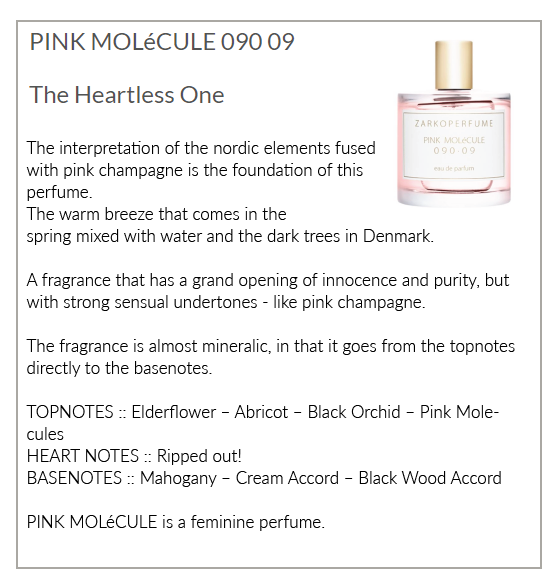 PINK MOLéCULE 090 09
The Heartless One
ZARKOPERFUME
PINK MOLéCULE
090·09
eau de parfum
The interpretation of the nordic elements fused
with pink champagne is the foundation of this
perfume.
The warm breeze that comes in the
spring mixed with water and the dark trees in Denmark.
A fragrance that has a grand opening of innocence and purity, but
with strong sensual undertones - like pink champagne.
The fragrance is almost mineralic, in that it goes from the topnotes
directly to the basenotes.
TOPNOTES :: Elderflower – Abricot – Black Orchid – Pink Mole-
cules
HEART NOTES :: Ripped out!
BASENOTES :: Mahogany – Cream Accord – Black Wood Accord
PINK MOLéCULE is a feminine perfume.